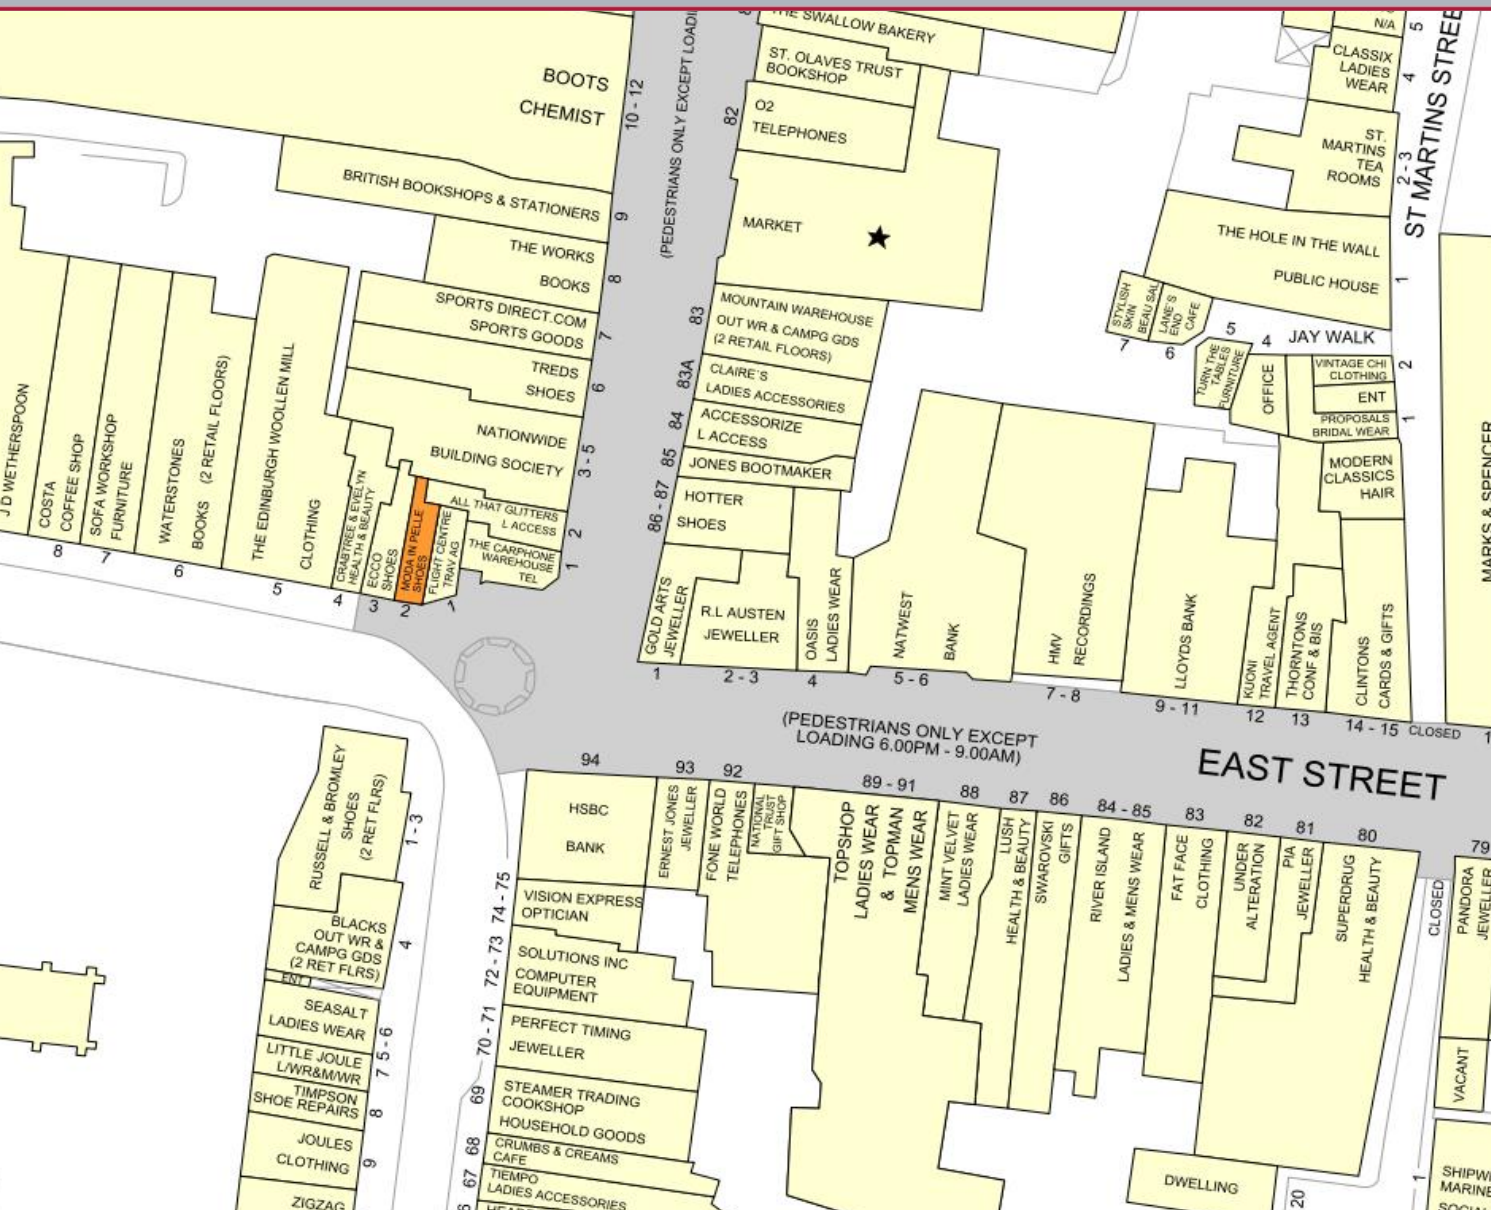 BOOTS
CHEMIST
10 - 12
BRITISH BOOKSHOPS & STATIONERS
9
THE WORKS
BOOKS
8
SPORTS DIRECT.COM
SPORTS GOODS
7
TREDS
SHOES
6
NATIONWIDE
BUILDING SOCIETY
3 - 5
ALL THAT GLITTERS
L ACCESS
2
THE CARPHONE
WAREHOUSE
TEL
1
J D WETHERSPOON
COSTA
COFFEE SHOP
8
SOFA WORKSHOP
FURNITURE
7
WATERSTONES
BOOKS (2 RETAIL FLOORS)
6
THE EDINBURGH WOOLLEN MILL
CLOTHING
5
CRABTREE & EVELYN
HEALTH & BEAUTY
4
ECCO
SHOES
3
MODA IN PELLE
SHOES
2
FLIGHT CENTRE
TRAV AG
1
(PEDESTRIANS ONLY EXCEPT LOADI
THE SWALLOW BAKERY
ST. OLAVES TRUST
BOOKSHOP
O2
TELEPHONES
82
MARKET
MOUNTAIN WAREHOUSE
OUT WR & CAMPG GDS
(2 RETAIL FLOORS)
83
CLAIRE'S
LADIES ACCESSORIES
83A
ACCESSORIZE
L ACCESS
84
JONES BOOTMAKER
85
HOTTER
SHOES
86 - 87
GOLD ARTS
JEWELLER
1
R.L AUSTEN
JEWELLER
2 - 3
OASIS
LADIES WEAR
4
NATWEST
BANK
5 - 6
HMV
RECORDINGS
7 - 8
LLOYDS BANK
9 - 11
KUONI
TRAVEL AGENT
12
THORNTONS
CONF & BIS
13
CLINTONS
CARDS & GIFTS
14 - 15
CLOSED
1
N/A
5
CLASSIX
LADIES
WEAR
4
ST.
MARTINS
TEA
ROOMS
2 - 3
ST MARTINS STREE
THE HOLE IN THE WALL
PUBLIC HOUSE
1
STYLISH
SKIN
BEAU SAL
7
LANE'S
END
CAFE
6
TURN THE
TABLES
FURNITURE
5
OFFICE
4
JAY WALK
VINTAGE CHI
CLOTHING
2
ENT
PROPOSALS
BRIDAL WEAR
1
MODERN
CLASSICS
HAIR
MARKS & SPENCER
(PEDESTRIANS ONLY EXCEPT
LOADING 6.00PM - 9.00AM)
EAST STREET
RUSSELL & BROMLEY
SHOES
(2 RET FLRS)
1 - 3
BLACKS
OUT WR &
CAMPG GDS
(2 RET FLRS)
4
ENT
SEASALT
LADIES WEAR
5 - 6
LITTLE JOULE
L/WR&M/WR
7
TIMPSON
SHOE REPAIRS
8
JOULES
CLOTHING
9
ZIGZAG
94
HSBC
BANK
VISION EXPRESS
OPTICIAN
74 - 75
SOLUTIONS INC
COMPUTER
EQUIPMENT
72 - 73
PERFECT TIMING
JEWELLER
70 - 71
STEAMER TRADING
COOKSHOP
HOUSEHOLD GOODS
69
CRUMBS & CREAMS
CAFE
68
TIEMPO
LADIES ACCESSORIES
67
93
ERNEST JONES
JEWELLER
92
FONE WORLD
TELEPHONES
NATIONAL
TRUST
GIFT SHOP
89 - 91
TOPSHOP
LADIES WEAR
& TOPMAN
MENS WEAR
88
MINT VELVET
LADIES WEAR
87
LUSH
HEALTH & BEAUTY
86
SWAROVSKI
GIFTS
84 - 85
RIVER ISLAND
LADIES & MENS WEAR
83
FAT FACE
CLOTHING
82
UNDER
ALTERATION
81
PIA
JEWELLER
80
SUPERDRUG
HEALTH & BEAUTY
DWELLING
20
CLOSED
79
PANDORA
JEWELLER
VACANT
1
SHIPW
MARINE